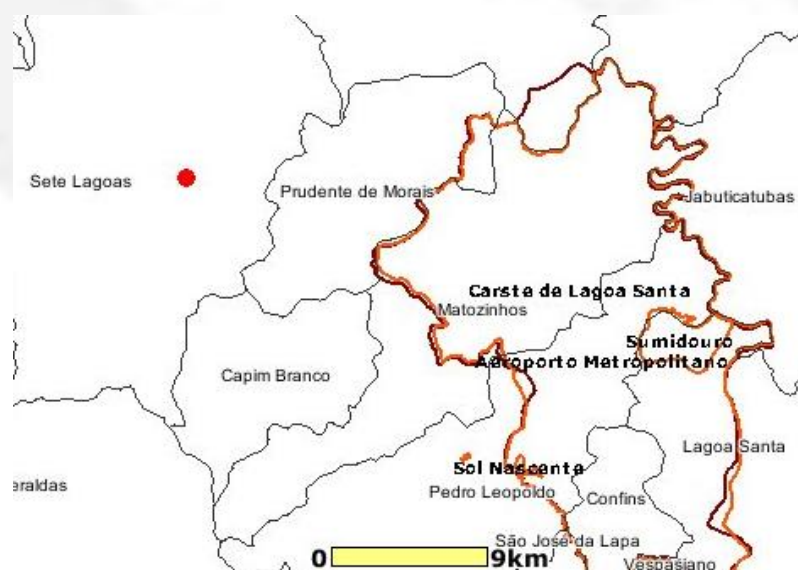 Sete Lagoas
Prudente de Morais
Jabuticatubas
Carste de Lagoa Santa
Matozinhos
Sumidouro
Aeroporto Metropolitano
Capim Branco
Lagoa Santa
Sol Nascente
eraldas
Pedro Leopoldo
Confins
São José da Lapa
0 9km
Vespasiano